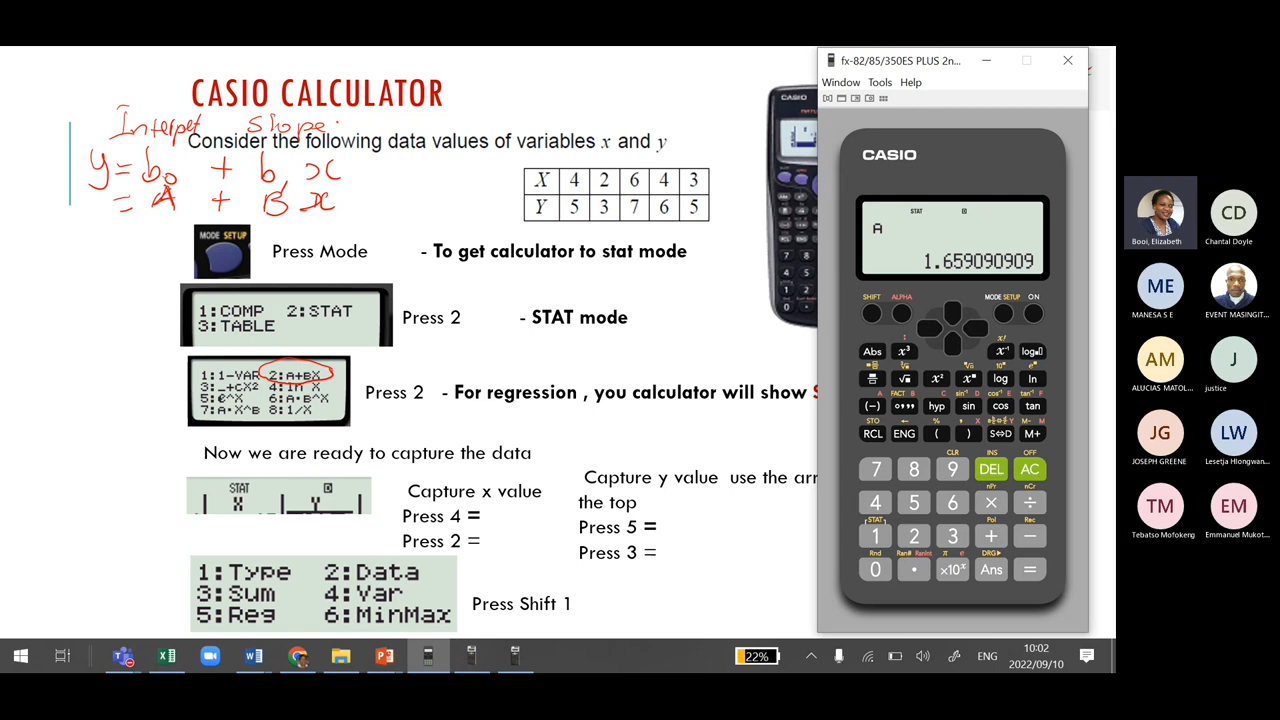 CASIO CALCULATOR
Interpet Slope.
Consider the following data values of variables x and y
y = b₀ + b₁ x
= A + B x
X 4 2 6 4 3
Y 5 3 7 6 5
MODE SETUP
Press Mode - To get calculator to stat mode
1:COMP 2:STAT
3:TABLE
Press 2 - STAT mode
1:1-VAR 2:A+BX
3:_+CX² 4:ln X
5:e^X 6:A·B^X
7:A·X^B 8:1/X
Press 2 - For regression , you calculator will show S
Now we are ready to capture the data
STAT D
X Y
Capture x value
Press 4 =
Press 2 =
Capture y value use the arr
the top
Press 5 =
Press 3 =
1:Type 2:Data
3:Sum 4:Var
5:Reg 6:MinMax
Press Shift 1
CASIO
fx-82/85/350ES PLUS 2n...
Window Tools Help
CASIO
STAT D
A
1.659090909
SHIFT ALPHA MODE SETUP ON
Abs x³ x⁻¹ log
x² log ln
(−) hyp sin cos tan
RCL ENG ( ) S⇔D M+
7 8 9 DEL AC
4 5 6 × ÷
1 2 3 + −
0 . ×10ˣ Ans =
Booi, Elizabeth
CD
Chantal Doyle
ME
MANESA S E
EVENT MASINGIT...
AM
ALUCIAS MATOL...
J
justice
JG
JOSEPH GREENE
LW
Lesetja Hlongwan...
TM
Tebatso Mofokeng
EM
Emmanuel Mukot...
22%
ENG
10:02
2022/09/10